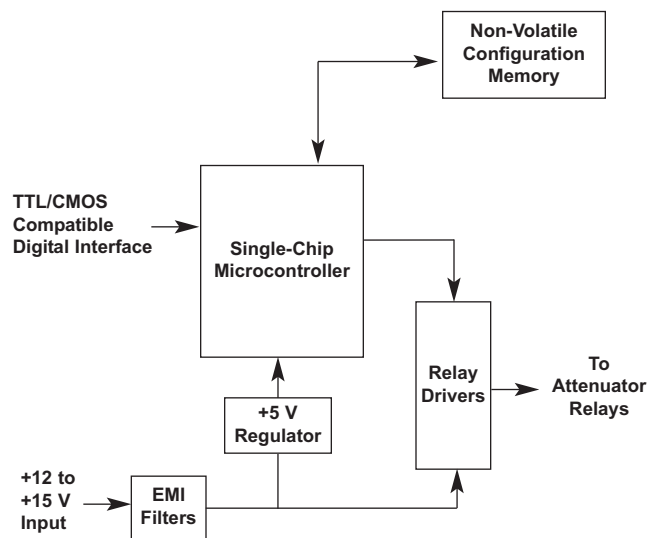 Non-Volatile
Configuration
Memory
TTL/CMOS
Compatible
Digital Interface
Single-Chip
Microcontroller
Relay
Drivers
To
Attenuator
Relays
+5 V
Regulator
+12 to
+15 V
Input
EMI
Filters